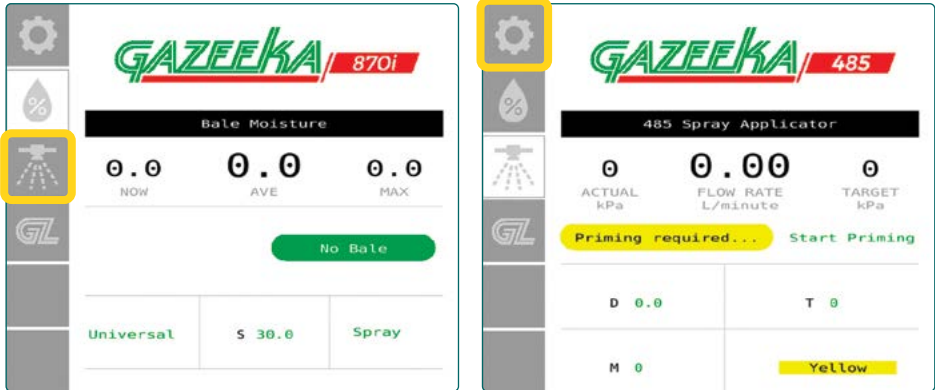 GAZEEKA 870i
%
Bale Moisture
0.0 0.0 0.0
NOW AVE MAX
GL
No Bale
Universal S 30.0 Spray
GAZEEKA 485
%
485 Spray Applicator
0 0.00 0
ACTUAL FLOW RATE TARGET
kPa L/minute kPa
GL
Priming required... Start Priming
D 0.0 T 0
M 0 Yellow